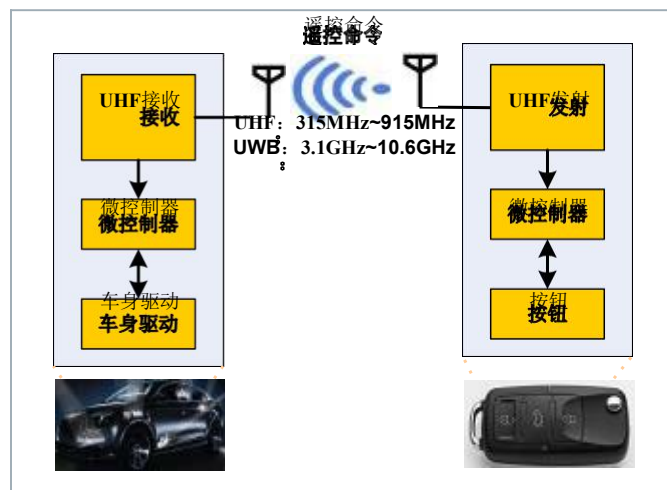 遥控命令
UHF接收
UHF发射
UHF：315MHz~915MHz
UWB：3.1GHz~10.6GHz
微控制器
微控制器
车身驱动
按钮